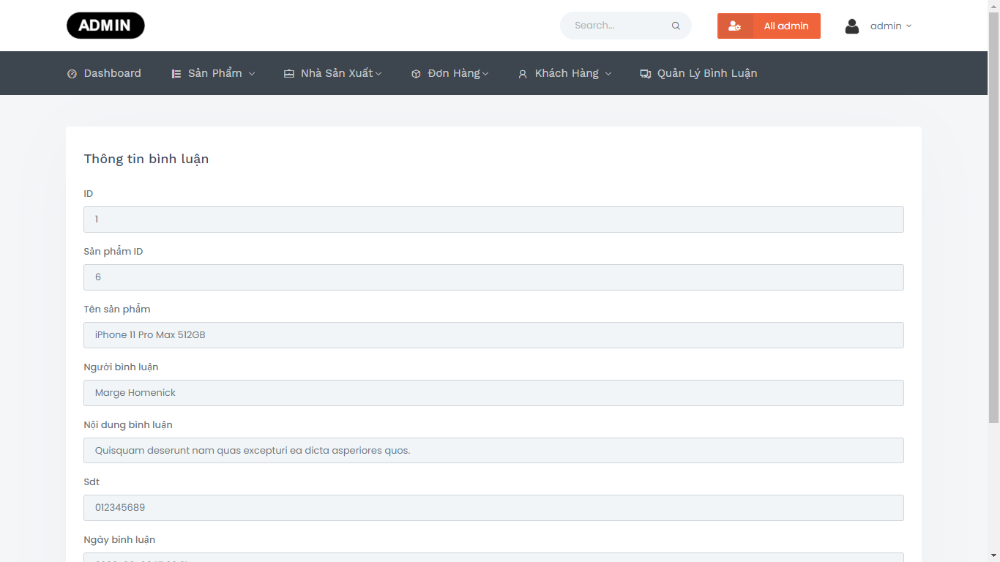 ADMIN
Search...
All admin
admin
Dashboard
Sản Phẩm
Nhà Sản Xuất
Đơn Hàng
Khách Hàng
Quản Lý Bình Luận
Thông tin bình luận
ID
1
Sản phẩm ID
6
Tên sản phẩm
iPhone 11 Pro Max 512GB
Người bình luận
Marge Homenick
Nội dung bình luận
Quisquam deserunt nam quas excepturi ea dicta asperiores quos.
Sdt
012345689
Ngày bình luận